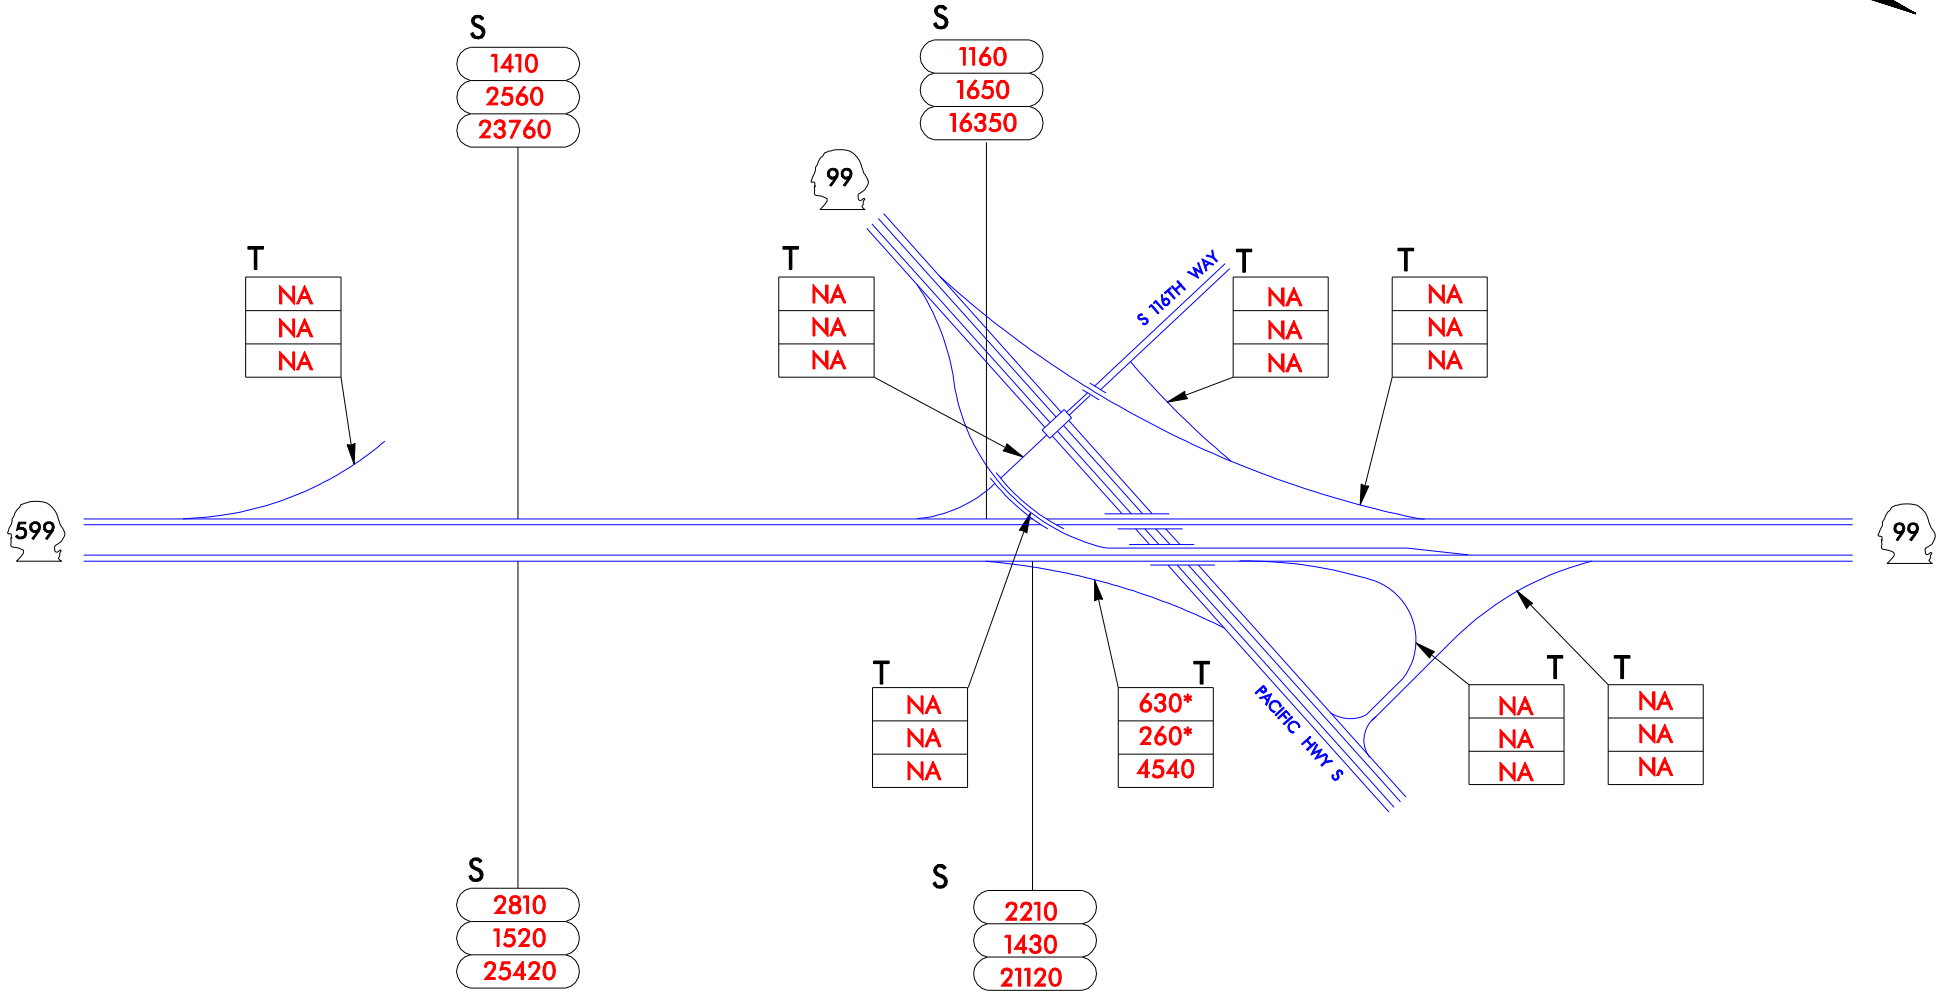 S
1410
2560
23760
S
1160
1650
16350
99
T
NA
NA
NA
T
NA
NA
NA
S 116TH WAY
T
NA
NA
NA
T
NA
NA
NA
599
99
T
NA
NA
NA
T
630*
260*
4540
PACIFIC HWY S
T
NA
NA
NA
T
NA
NA
NA
S
2810
1520
25420
S
2210
1430
21120